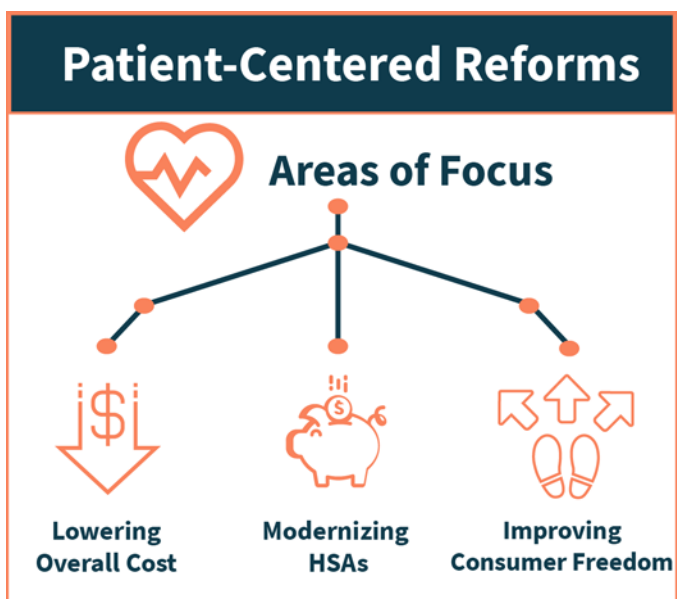 Patient-Centered Reforms
Areas of Focus
$
$
Lowering
Overall Cost
Modernizing
HSAs
Improving
Consumer Freedom